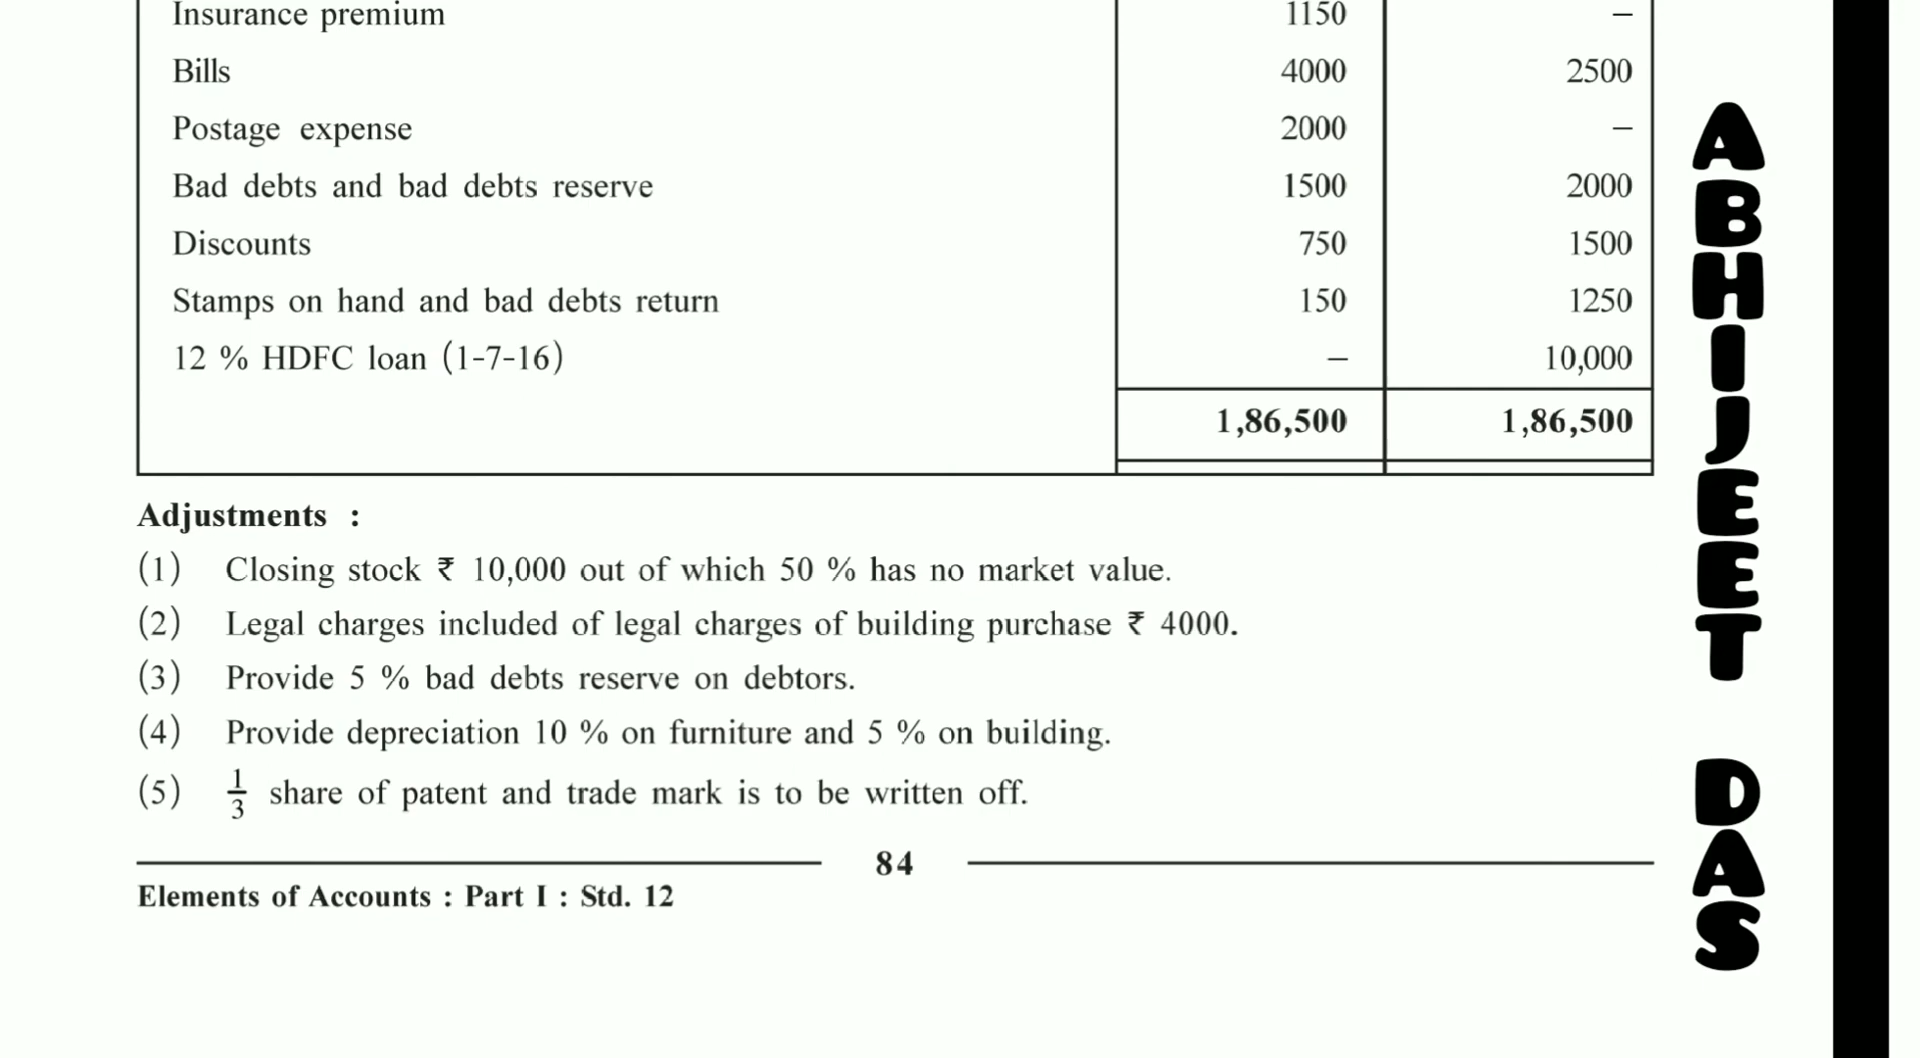 Insurance premium 1150 –
Bills 4000 2500
Postage expense 2000 –
Bad debts and bad debts reserve 1500 2000
Discounts 750 1500
Stamps on hand and bad debts return 150 1250
12 % HDFC loan (1-7-16) – 10,000
1,86,500 1,86,500
Adjustments :
(1) Closing stock ₹ 10,000 out of which 50 % has no market value.
(2) Legal charges included of legal charges of building purchase ₹ 4000.
(3) Provide 5 % bad debts reserve on debtors.
(4) Provide depreciation 10 % on furniture and 5 % on building.
(5) 1/3 share of patent and trade mark is to be written off.
84
Elements of Accounts : Part I : Std. 12
ABHIJEET DAS